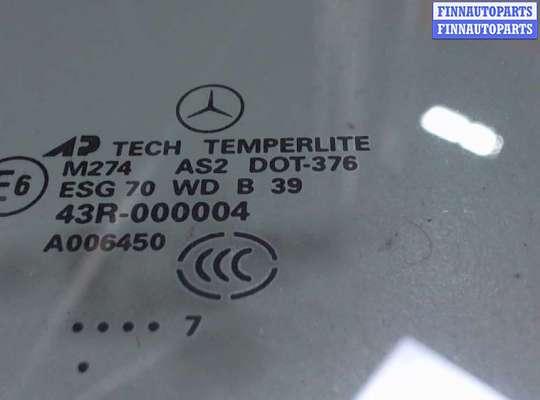 FINNAUTOPARTS
FINNAUTOPARTS
AP TECH TEMPERLITE
M274 AS2 DOT-376
E6
ESG 70 WD B 39
43R-000004
A006450
CCC
. . . . 7
.